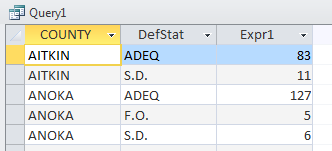 Query1
COUNTY DefStat Expr1
AITKIN ADEQ 83
AITKIN S.D. 11
ANOKA ADEQ 127
ANOKA F.O. 5
ANOKA S.D. 6